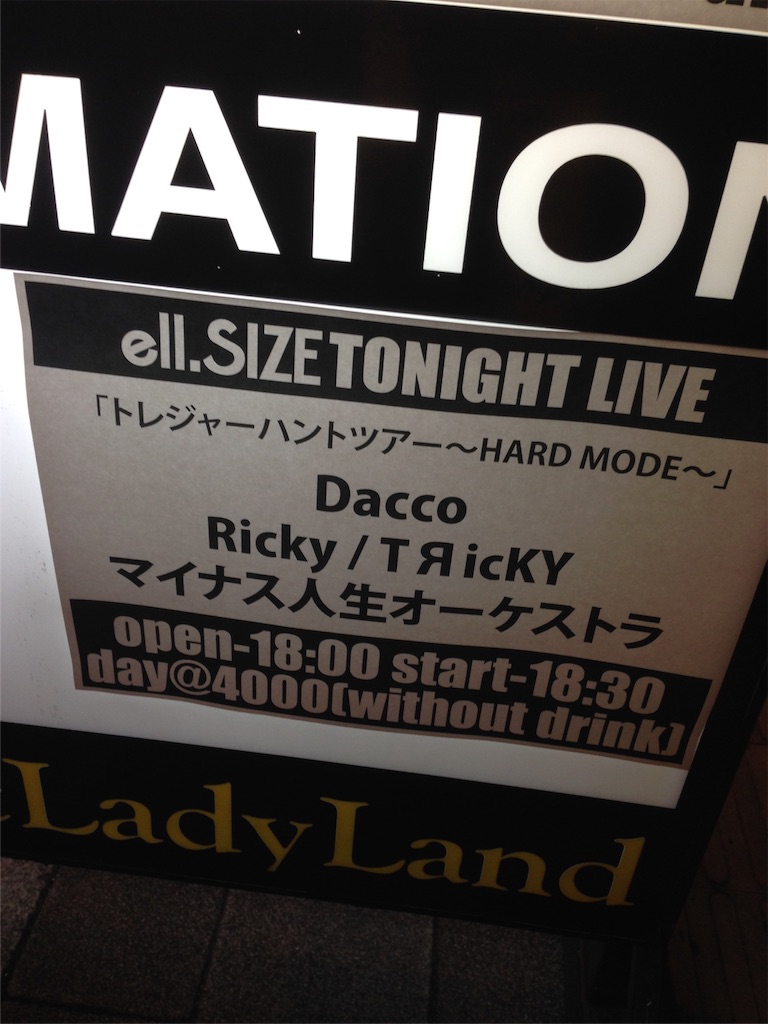 MATION
ell.SIZE TONIGHT LIVE
「トレジャーハントツアー～HARD MODE～」
Dacco
Ricky / TЯicKY
マイナス人生オーケストラ
open-18:00 start-18:30
day@4000(without drink)
LadyLand